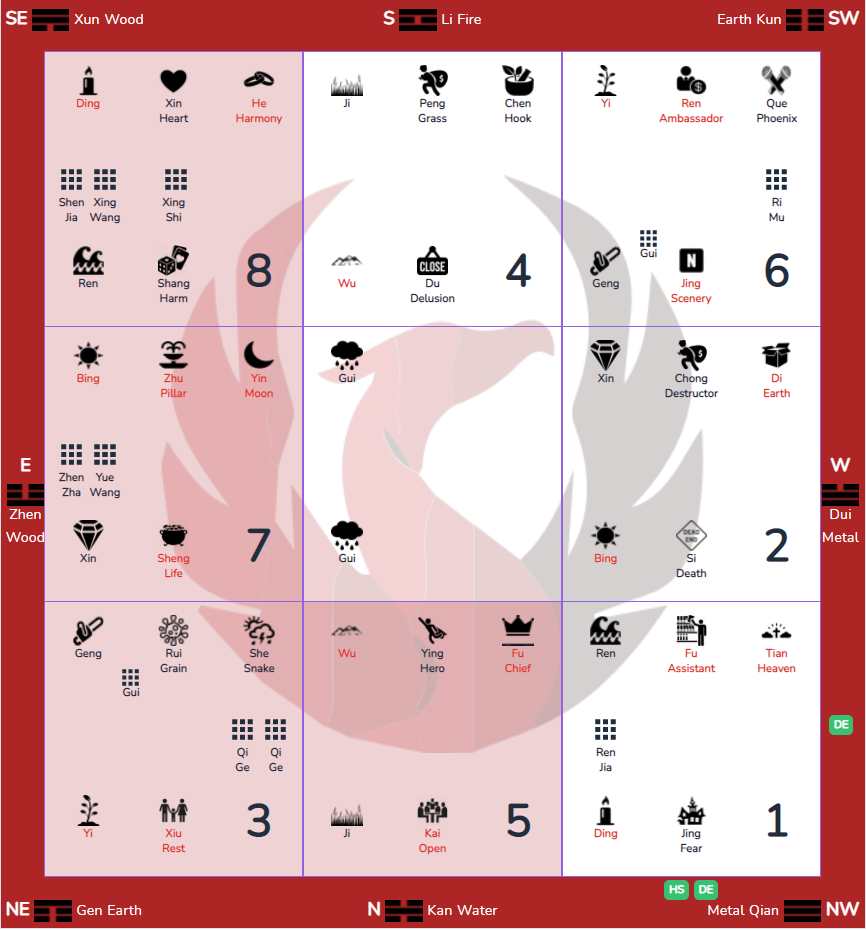 SE Xun Wood
S Li Fire
Earth Kun SW
Ding
Xin
Heart
He
Harmony
Shen
Jia
Xing
Wang
Xing
Shi
Ren
Shang
Harm
8
Ji
Peng
Grass
Chen
Hook
Wu
CLOSE
Du
Delusion
4
Yi
$
Ren
Ambassador
Que
Phoenix
Ri
Mu
Geng
Gui
N
Jing
Scenery
6
E
Zhen
Wood
Bing
Zhu
Pillar
Yin
Moon
Zhen
Zha
Yue
Wang
Xin
Sheng
Life
7
Gui
Gui
Xin
$
Chong
Destructor
Di
Earth
Bing
DEAD
END
Si
Death
2
W
Dui
Metal
Geng
Rui
Grain
She
Snake
Gui
Qi
Ge
Qi
Ge
Yi
Xiu
Rest
3
Wu
Ying
Hero
Fu
Chief
Ji
Kai
Open
5
Ren
Fu
Assistant
Tian
Heaven
Ren
Jia
Ding
Jing
Fear
1
DE
HS DE
NE Gen Earth
N Kan Water
Metal Qian NW